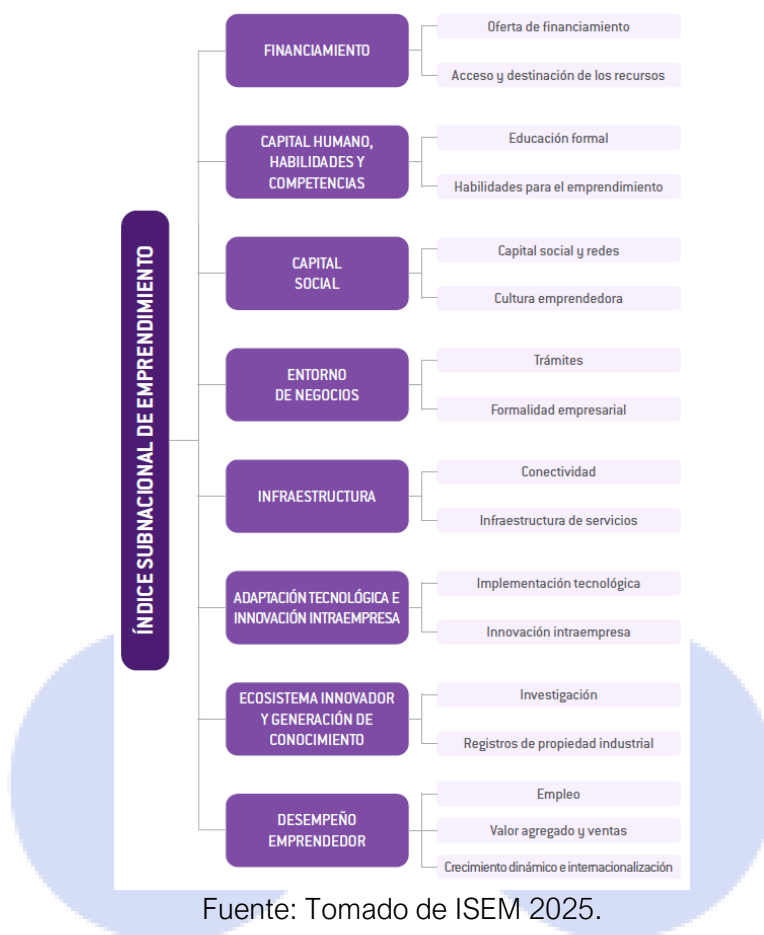 ÍNDICE SUBNACIONAL DE EMPRENDIMIENTO
FINANCIAMIENTO
Oferta de financiamiento
Acceso y destinación de los recursos
CAPITAL HUMANO,
HABILIDADES Y
COMPETENCIAS
Educación formal
Habilidades para el emprendimiento
CAPITAL
SOCIAL
Capital social y redes
Cultura emprendedora
ENTORNO
DE NEGOCIOS
Trámites
Formalidad empresarial
INFRAESTRUCTURA
Conectividad
Infraestructura de servicios
ADAPTACIÓN TECNOLÓGICA E
INNOVACIÓN INTRAEMPRESA
Implementación tecnológica
Innovación intraempresa
ECOSISTEMA INNOVADOR
Y GENERACIÓN DE
CONOCIMIENTO
Investigación
Registros de propiedad industrial
DESEMPEÑO
EMPRENDEDOR
Empleo
Valor agregado y ventas
Crecimiento dinámico e internacionalización
Fuente: Tomado de ISEM 2025.